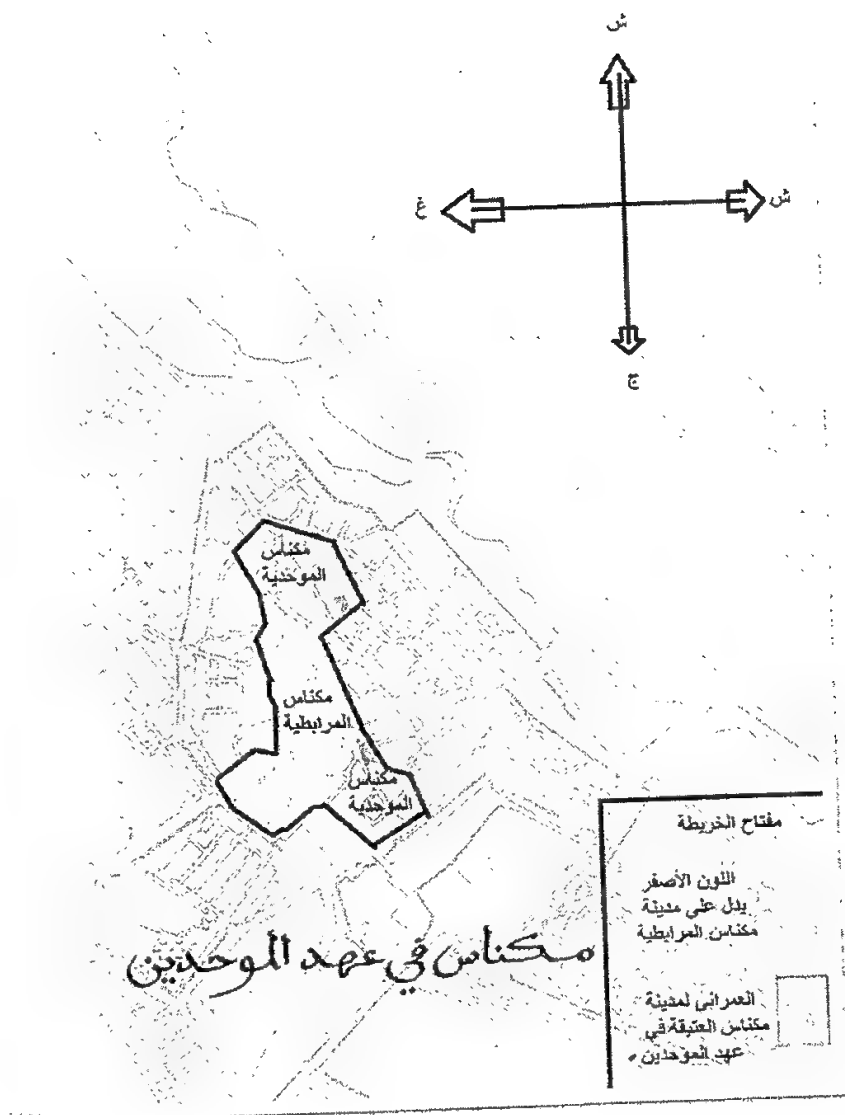 ش
غ
ش
ج
مكناس
الموحدية
مكناس
المرابطية
مكناس
الموحدية
مفتاح الخريطة
اللون الأصفر
يدل على مدينة
مكناس المرابطية
العمراني لمدينة
مكناس العتيقة في
عهد الموحدين
مكناس في عهد الموحدين